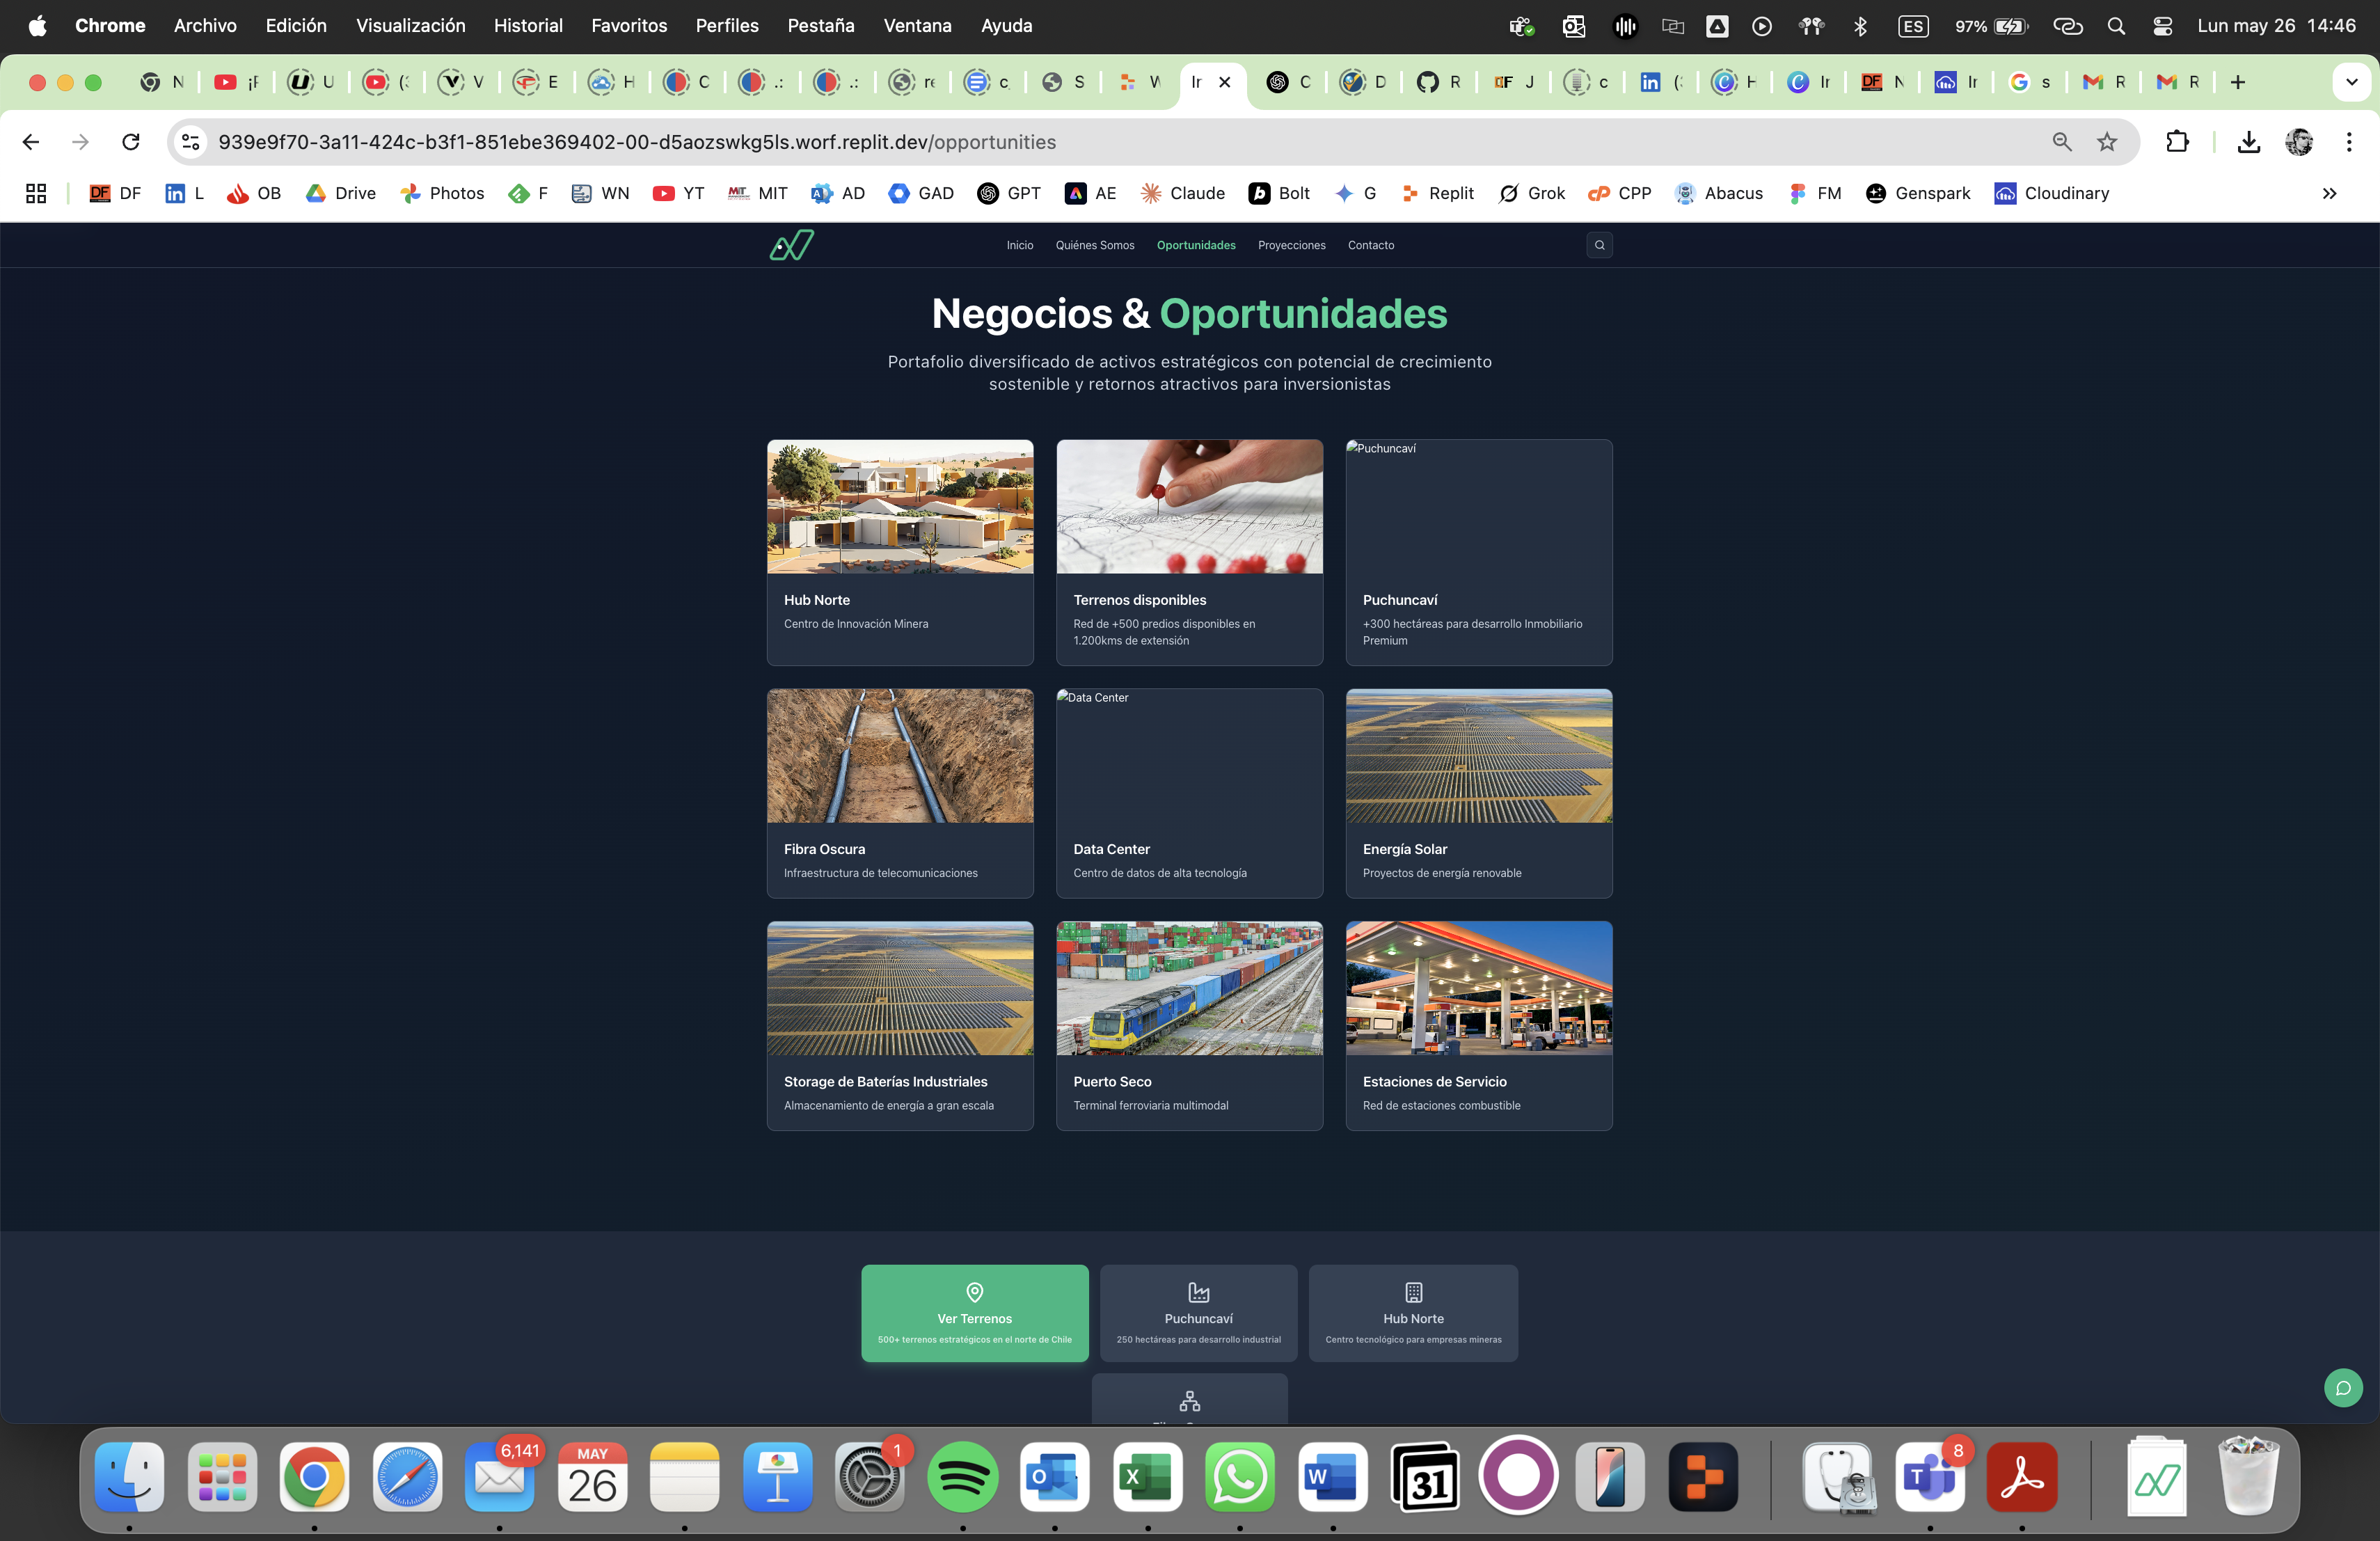 Chrome Archivo Edición Visualización Historial Favoritos Perfiles Pestaña Ventana Ayuda ES 97% Lun may 26 14:46
N U V E H C .: .: re c S W Ir C D R J c H Ir N Ir s R R
939e9f70-3a11-424c-b3f1-851ebe369402-00-d5aozswkg5ls.worf.replit.dev/opportunities
DF DF L OB Drive Photos F WN YT MIT MIT AD GAD GPT AE Claude Bolt G Replit Grok CPP Abacus FM Genspark Cloudinary
Inicio Quiénes Somos Oportunidades Proyecciones Contacto
Negocios & Oportunidades
Portafolio diversificado de activos estratégicos con potencial de crecimiento
sostenible y retornos atractivos para inversionistas
Hub Norte
Centro de Innovación Minera
Terrenos disponibles
Red de +500 predios disponibles en
1.200kms de extensión
Puchuncaví
Puchuncaví
+300 hectáreas para desarrollo Inmobiliario
Premium
Fibra Oscura
Infraestructura de telecomunicaciones
Data Center
Data Center
Centro de datos de alta tecnología
Energía Solar
Proyectos de energía renovable
Storage de Baterías Industriales
Almacenamiento de energía a gran escala
Puerto Seco
Terminal ferroviaria multimodal
Estaciones de Servicio
Red de estaciones combustible
Ver Terrenos
500+ terrenos estratégicos en el norte de Chile
Puchuncaví
250 hectáreas para desarrollo industrial
Hub Norte
Centro tecnológico para empresas mineras
6,141 MAY 26 1 31 8